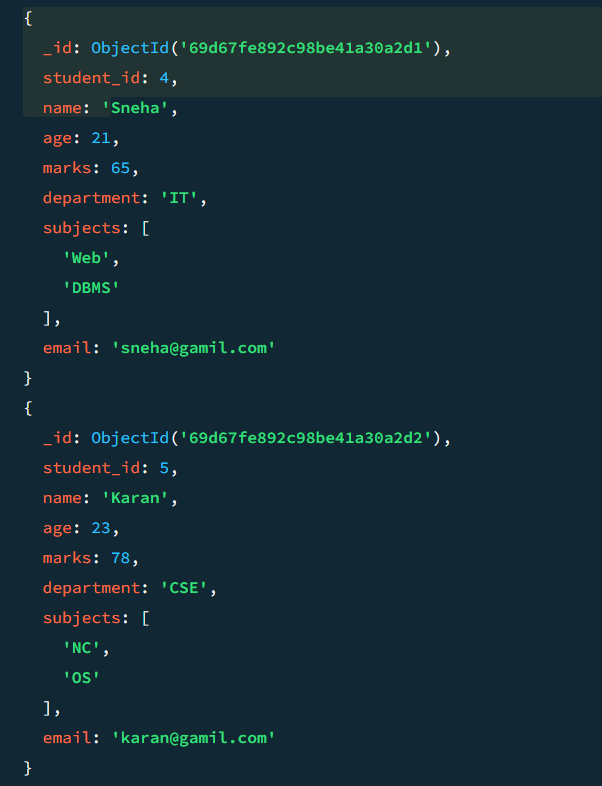 {
  _id: ObjectId('69d67fe892c98be41a30a2d1'),
  student_id: 4,
  name: 'Sneha',
  age: 21,
  marks: 65,
  department: 'IT',
  subjects: [
    'Web',
    'DBMS'
  ],
  email: 'sneha@gamil.com'
}
{
  _id: ObjectId('69d67fe892c98be41a30a2d2'),
  student_id: 5,
  name: 'Karan',
  age: 23,
  marks: 78,
  department: 'CSE',
  subjects: [
    'NC',
    'OS'
  ],
  email: 'karan@gamil.com'
}